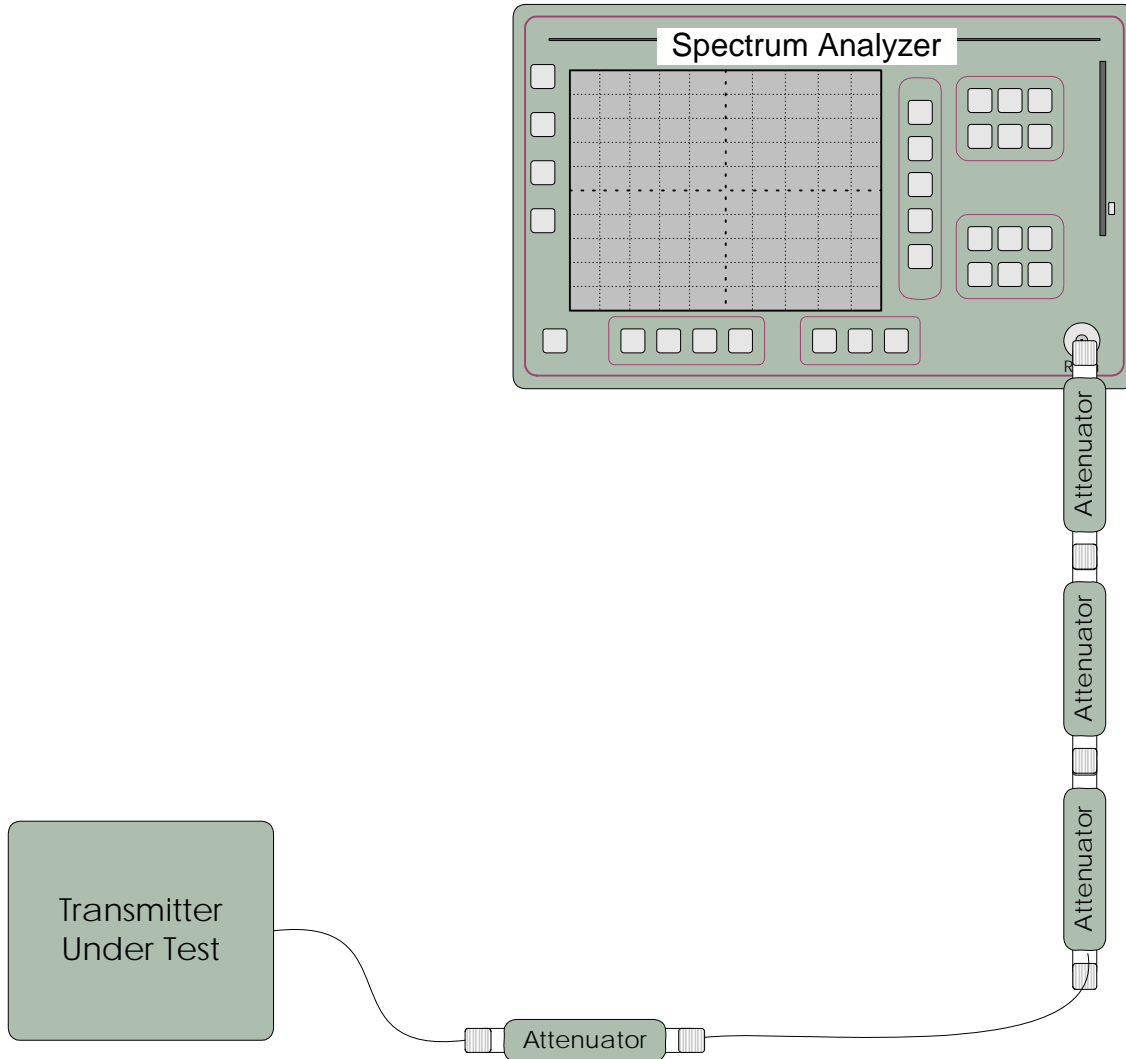 Spectrum Analyzer
Attenuator
Attenuator
Attenuator
Transmitter
Under Test
Attenuator